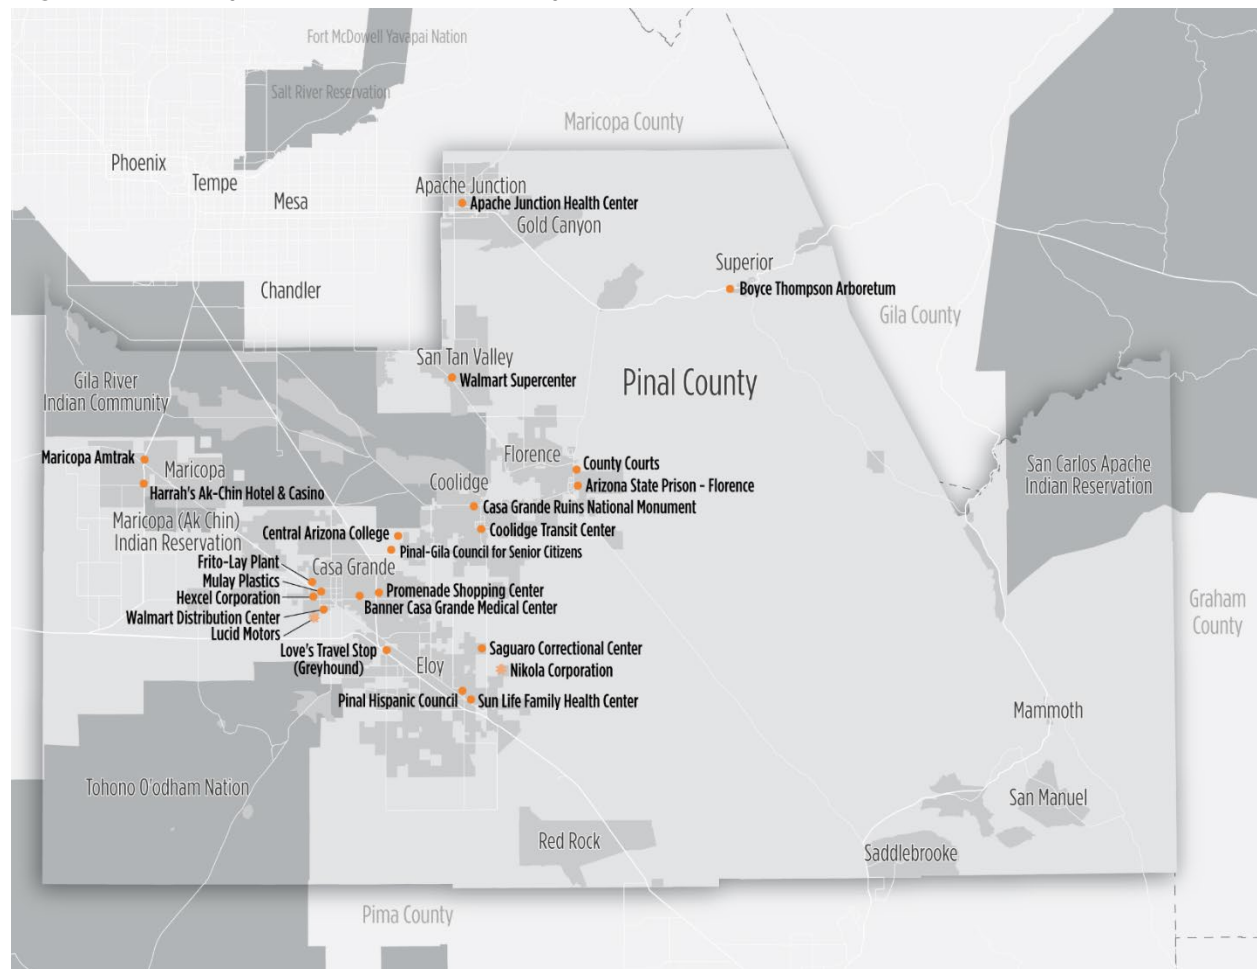 Fort McDowell Yavapai Nation
Salt River Reservation
Maricopa County
Phoenix
Tempe
Mesa
Apache Junction
Apache Junction Health Center
Gold Canyon
Superior
Boyce Thompson Arboretum
Chandler
Gila County
San Tan Valley
Walmart Supercenter
Pinal County
Gila River
Indian Community
Maricopa Amtrak
Maricopa
Harrah's Ak-Chin Hotel & Casino
Florence
County Courts
Arizona State Prison - Florence
San Carlos Apache
Indian Reservation
Coolidge
Casa Grande Ruins National Monument
Coolidge Transit Center
Maricopa (Ak Chin)
Indian Reservation
Central Arizona College
Pinal-Gila Council for Senior Citizens
Frito-Lay Plant
Casa Grande
Mulay Plastics
Hexcel Corporation
Promenade Shopping Center
Banner Casa Grande Medical Center
Walmart Distribution Center
Lucid Motors
Graham
County
Love's Travel Stop
(Greyhound)
Eloy
Saguaro Correctional Center
Nikola Corporation
Pinal Hispanic Council
Sun Life Family Health Center
Mammoth
Tohono O'odham Nation
San Manuel
Red Rock
Saddlebrooke
Pima County